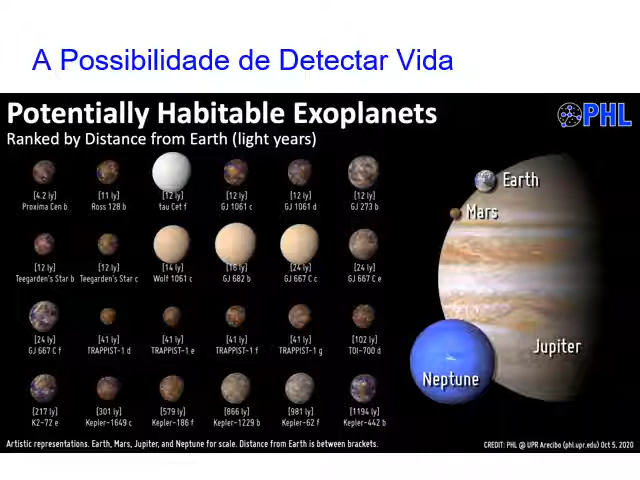 A Possibilidade de Detectar Vida
Potentially Habitable Exoplanets
PHL
Ranked by Distance from Earth (light years)
[4.2 ly] [11 ly] [12 ly] [12 ly] [12 ly] [12 ly]
Proxima Cen b Ross 128 b tau Cet f GJ 1061 c GJ 1061 d GJ 273 b
[12 ly] [12 ly] [14 ly] [16 ly] [24 ly] [24 ly]
Teegarden's Star b Teegarden's Star c Wolf 1061 c GJ 682 b GJ 667 C c GJ 667 C e
[24 ly] [41 ly] [41 ly] [41 ly] [41 ly] [102 ly]
GJ 667 C f TRAPPIST-1 d TRAPPIST-1 e TRAPPIST-1 f TRAPPIST-1 g TOI-700 d
[217 ly] [301 ly] [579 ly] [866 ly] [981 ly] [1194 ly]
K2-72 e Kepler-1649 c Kepler-186 f Kepler-1229 b Kepler-62 f Kepler-442 b
Earth
Mars
Jupiter
Neptune
Artistic representations. Earth, Mars, Jupiter, and Neptune for scale. Distance from Earth is between brackets.
CREDIT: PHL @ UPR Arecibo (phl.upr.edu) Oct 5, 2020